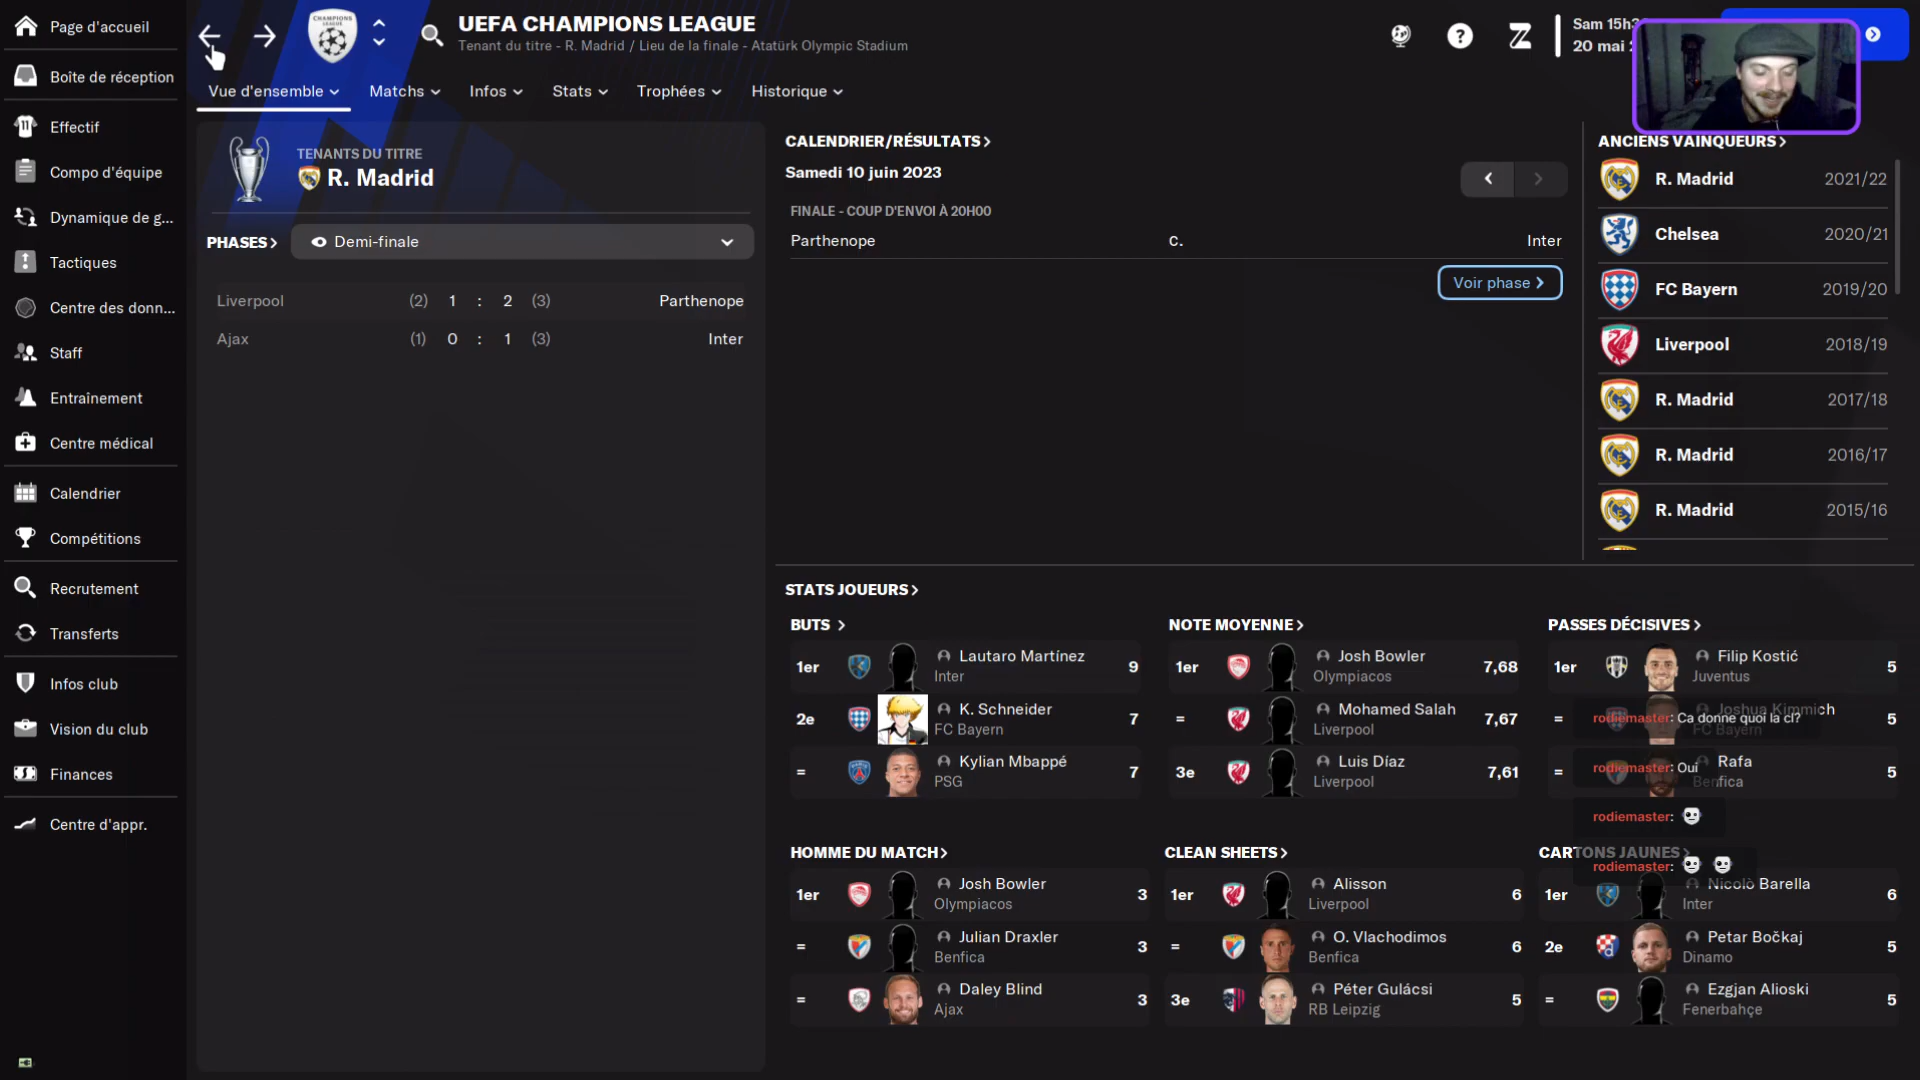 Page d'accueil
Boîte de réception
Effectif
Compo d'équipe
Dynamique de g...
Tactiques
Centre des donn...
Staff
Entraînement
Centre médical
Calendrier
Compétitions
Recrutement
Transferts
Infos club
Vision du club
Finances
Centre d'appr.
UEFA CHAMPIONS LEAGUE
Tenant du titre - R. Madrid / Lieu de la finale - Atatürk Olympic Stadium
Sam 15h3
20 mai
Vue d'ensemble
Matchs
Infos
Stats
Trophées
Historique
TENANTS DU TITRE
R. Madrid
PHASES
Demi-finale
Liverpool (2) 1 : 2 (3) Parthenope
Ajax (1) 0 : 1 (3) Inter
CALENDRIER/RÉSULTATS
Samedi 10 juin 2023
FINALE - COUP D'ENVOI À 20H00
Parthenope c. Inter
Voir phase
ANCIENS VAINQUEURS
R. Madrid 2021/22
Chelsea 2020/21
FC Bayern 2019/20
Liverpool 2018/19
R. Madrid 2017/18
R. Madrid 2016/17
R. Madrid 2015/16
STATS JOUEURS
BUTS
1er Lautaro Martínez 9
Inter
2e K. Schneider 7
FC Bayern
= Kylian Mbappé 7
PSG
NOTE MOYENNE
1er Josh Bowler 7,68
Olympiacos
= Mohamed Salah 7,67
Liverpool
3e Luis Díaz 7,61
Liverpool
PASSES DÉCISIVES
1er Filip Kostić 5
Juventus
= Joshua Kimmich 5
FC Bayern
= Rafa 5
Benfica
rodiemaster: Ca donne quoi la cl?
rodiemaster: Oui
rodiemaster:
rodiemaster:
HOMME DU MATCH
1er Josh Bowler 3
Olympiacos
= Julian Draxler 3
Benfica
= Daley Blind 3
Ajax
CLEAN SHEETS
1er Alisson 6
Liverpool
= O. Vlachodimos 6
Benfica
3e Péter Gulácsi 5
RB Leipzig
CARTONS JAUNES
1er Nicolò Barella 6
Inter
2e Petar Bočkaj 5
Dinamo
= Ezgjan Alioski 5
Fenerbahçe